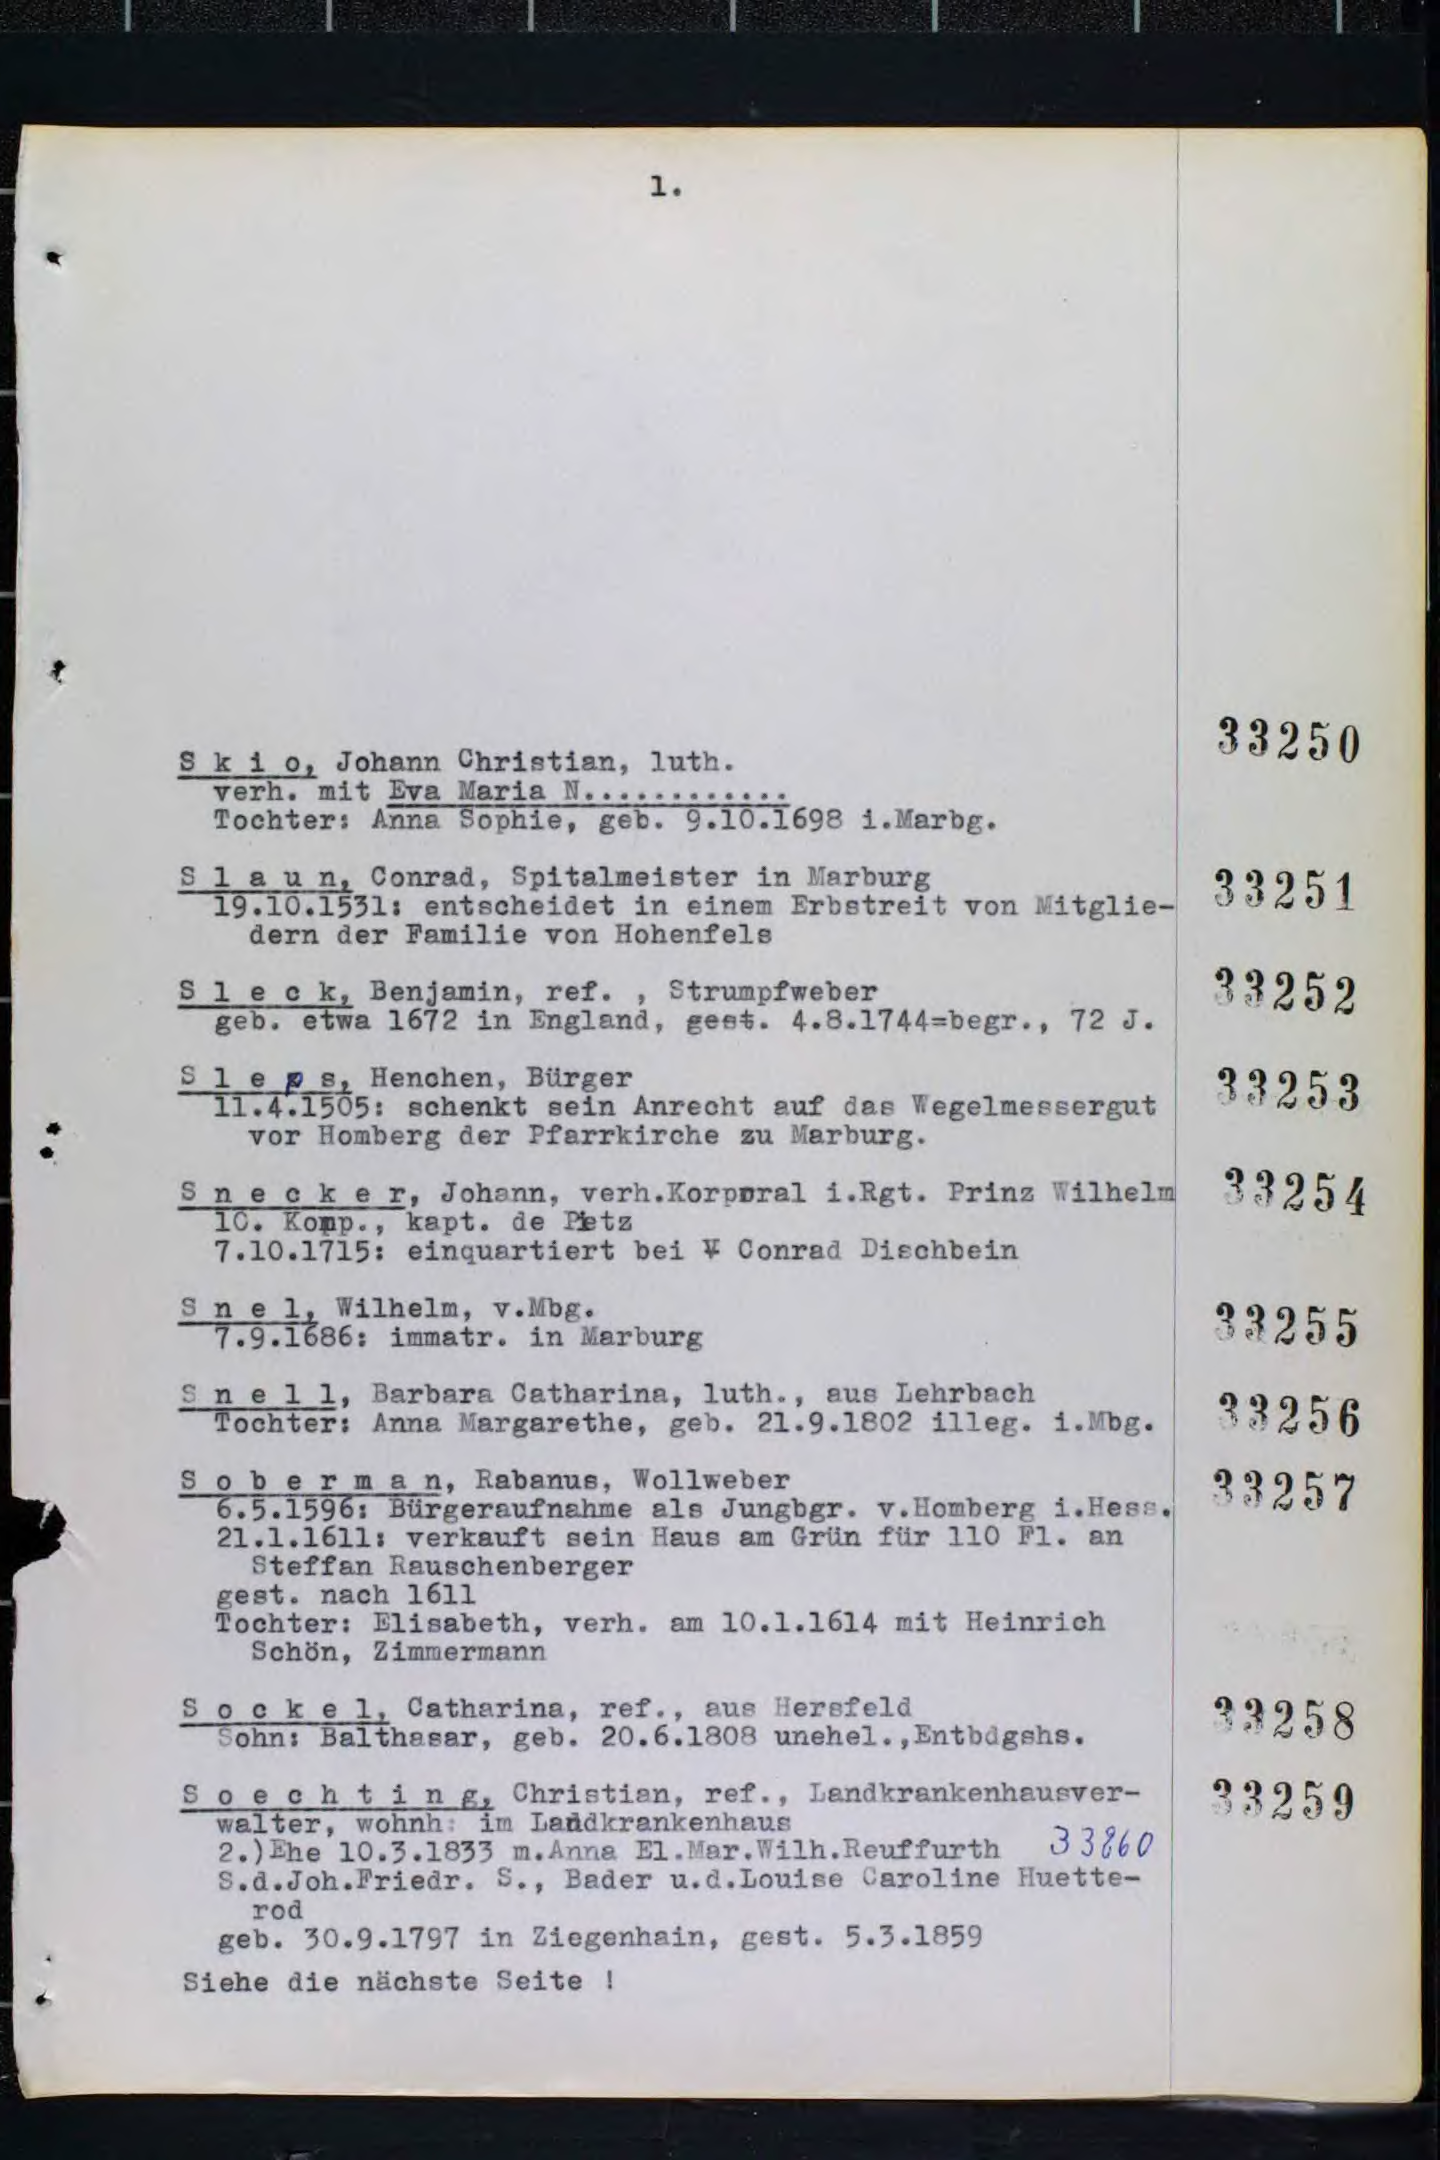 1.
S k i o, Johann Christian, luth. 33250
verh. mit Eva Maria N............
Tochter: Anna Sophie, geb. 9.10.1698 i.Marbg.
S l a u n, Conrad, Spitalmeister in Marburg 33251
19.10.1531: entscheidet in einem Erbstreit von Mitglie-
dern der Familie von Hohenfels
S l e c k, Benjamin, ref. , Strumpfweber 33252
geb. etwa 1672 in England, gest. 4.8.1744=begr., 72 J.
S l e p s, Henchen, Bürger 33253
11.4.1505: schenkt sein Anrecht auf das Wegelmessergut
vor Homberg der Pfarrkirche zu Marburg.
S n e c k e r, Johann, verh.Korporal i.Rgt. Prinz Wilhelm 33254
10. Komp., kapt. de
7.10.1715: einquartiert bei Conrad Dischbein
S n e l, Wilhelm, v.Mbg. 33255
7.9.1686: immatr. in Marburg
S n e l l, Barbara Catharina, luth., aus Lehrbach 33256
Tochter: Anna Margarethe, geb. 21.9.1802 illeg. i.Mbg.
S o b e r m a n, Rabanus, Wollweber 33257
6.5.1596: Bürgeraufnahme als Jungbgr. v.Homberg i.Hess.
21.1.1611: verkauft sein Haus am Grün für 110 Fl. an
Steffan Rauschenberger
gest. nach 1611
Tochter: Elisabeth, verh. am 10.1.1614 mit Heinrich
Schön, Zimmermann
S o c k e l, Catharina, ref., aus Hersfeld 33258
Sohn: Balthasar, geb. 20.6.1808 unehel.,Entbdgshs.
S o e c h t i n g, Christian, ref., Landkrankenhausver- 33259
walter, wohnh. im Landkrankenhaus
2.)Ehe 10.3.1833 m.Anna El.Mar.Wilh.Reuffurth 33260
S.d.Joh.Friedr. S., Bader u.d.Louise Caroline Huette-
rod
geb. 30.9.1797 in Ziegenhain, gest. 5.3.1859
Siehe die nächste Seite !